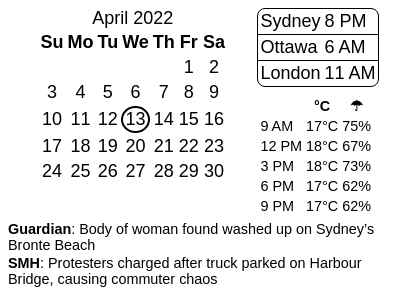 April 2022
Su Mo Tu We Th Fr Sa
1 2
3 4 5 6 7 8 9
10 11 12 13 14 15 16
17 18 19 20 21 22 23
24 25 26 27 28 29 30
Sydney 8 PM
Ottawa 6 AM
London 11 AM
°C ☂
9 AM 17°C 75%
12 PM 18°C 67%
3 PM 18°C 73%
6 PM 17°C 62%
9 PM 17°C 62%
Guardian: Body of woman found washed up on Sydney's
Bronte Beach
SMH: Protesters charged after truck parked on Harbour
Bridge, causing commuter chaos